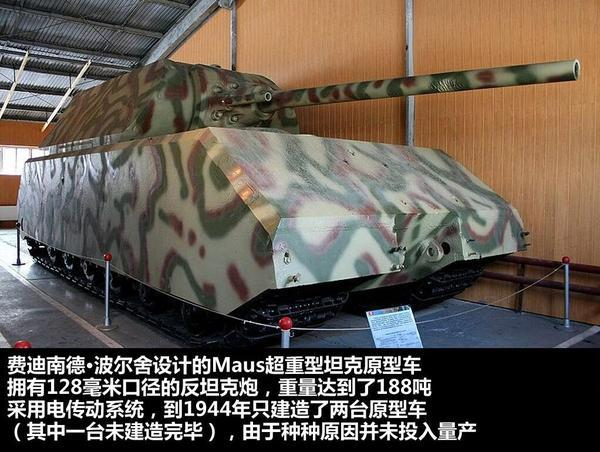 费迪南德·波尔舍设计的Maus超重型坦克原型车
拥有128毫米口径的反坦克炮，重量达到了188吨
采用电传动系统，到1944年只建造了两台原型车
（其中一台未建造完毕），由于种种原因并未投入量产